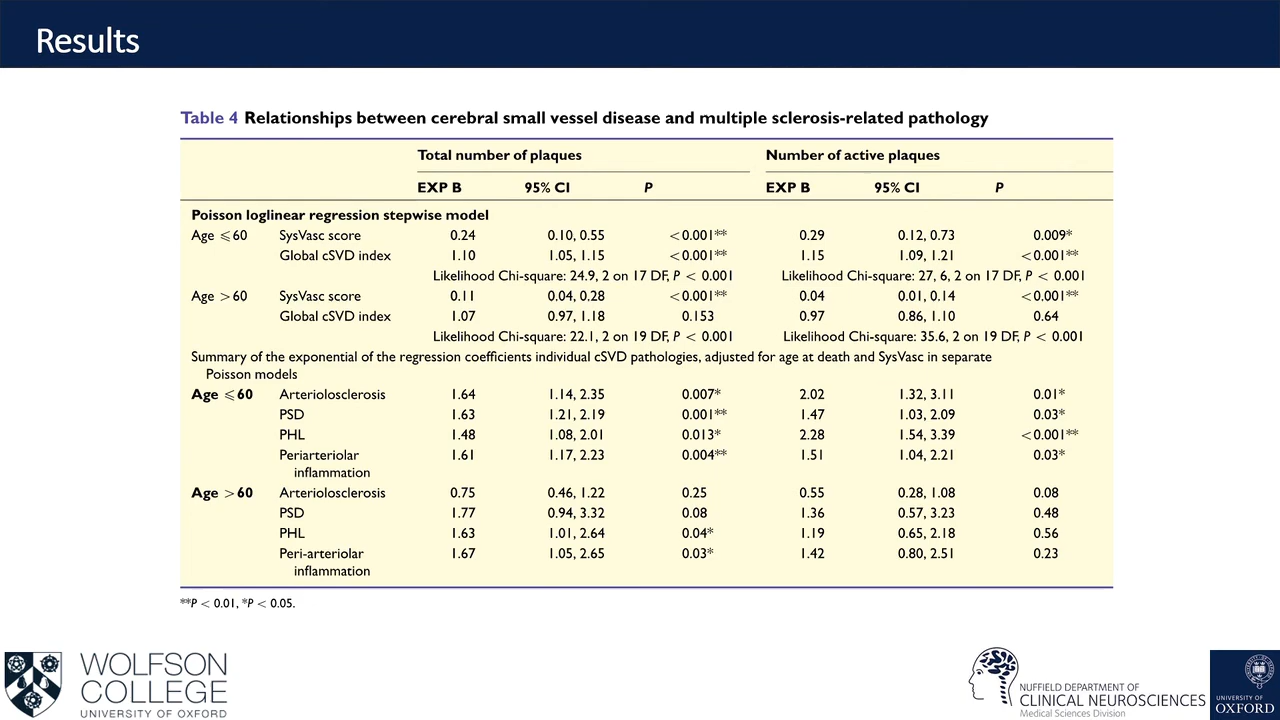 Results
Table 4 Relationships between cerebral small vessel disease and multiple sclerosis-related pathology
Total number of plaques Number of active plaques
EXP B 95% CI P EXP B 95% CI P
Poisson loglinear regression stepwise model
Age ⩽60 SysVasc score 0.24 0.10, 0.55 <0.001** 0.29 0.12, 0.73 0.009*
Global cSVD index 1.10 1.05, 1.15 <0.001** 1.15 1.09, 1.21 <0.001**
Likelihood Chi-square: 24.9, 2 on 17 DF, P < 0.001 Likelihood Chi-square: 27, 6, 2 on 17 DF, P < 0.001
Age >60 SysVasc score 0.11 0.04, 0.28 <0.001** 0.04 0.01, 0.14 <0.001**
Global cSVD index 1.07 0.97, 1.18 0.153 0.97 0.86, 1.10 0.64
Likelihood Chi-square: 22.1, 2 on 19 DF, P < 0.001 Likelihood Chi-square: 35.6, 2 on 19 DF, P < 0.001
Summary of the exponential of the regression coefficients individual cSVD pathologies, adjusted for age at death and SysVasc in separate
Poisson models
Age ⩽60 Arteriolosclerosis 1.64 1.14, 2.35 0.007* 2.02 1.32, 3.11 0.01*
PSD 1.63 1.21, 2.19 0.001** 1.47 1.03, 2.09 0.03*
PHL 1.48 1.08, 2.01 0.013* 2.28 1.54, 3.39 <0.001**
Periarteriolar 1.61 1.17, 2.23 0.004** 1.51 1.04, 2.21 0.03*
inflammation
Age >60 Arteriolosclerosis 0.75 0.46, 1.22 0.25 0.55 0.28, 1.08 0.08
PSD 1.77 0.94, 3.32 0.08 1.36 0.57, 3.23 0.48
PHL 1.63 1.01, 2.64 0.04* 1.19 0.65, 2.18 0.56
Peri-arteriolar 1.67 1.05, 2.65 0.03* 1.42 0.80, 2.51 0.23
inflammation
**P < 0.01, *P < 0.05.
WOLFSON
COLLEGE
UNIVERSITY OF OXFORD
NUFFIELD DEPARTMENT OF
CLINICAL NEUROSCIENCES
Medical Sciences Division
UNIVERSITY OF
OXFORD